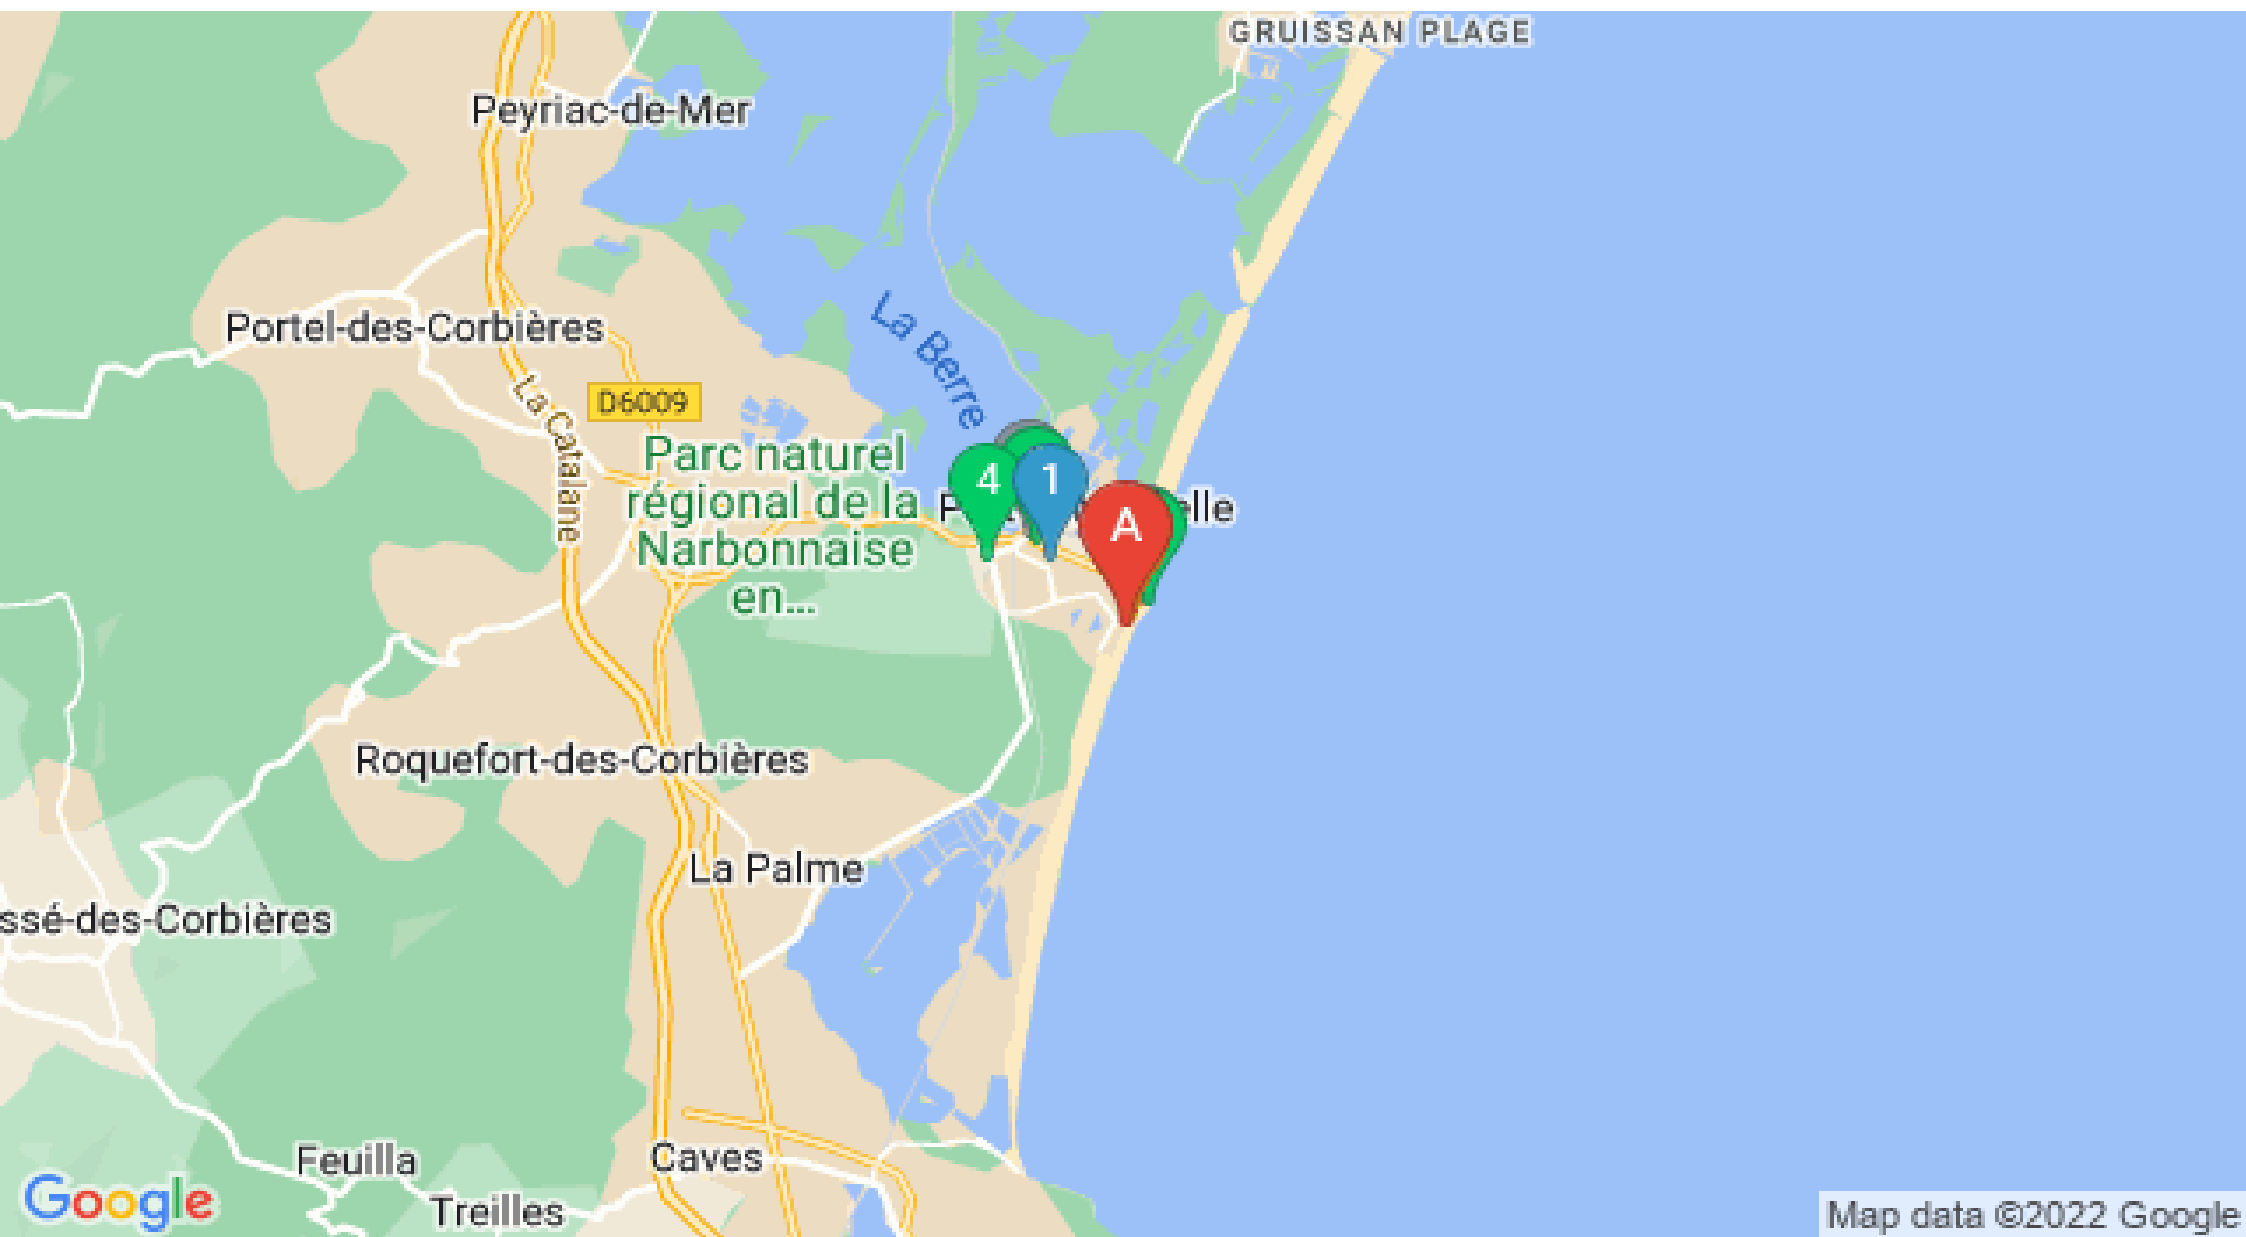 GRUISSAN PLAGE
Peyriac-de-Mer
La Berre
Portel-des-Corbières
D6009
La Catalane
Parc naturel
régional de la
Narbonnaise
en...
4
1
A
elle
Roquefort-des-Corbières
La Palme
ssé-des-Corbières
Feuilla
Caves
Treilles
Google
Map data ©2022 Google